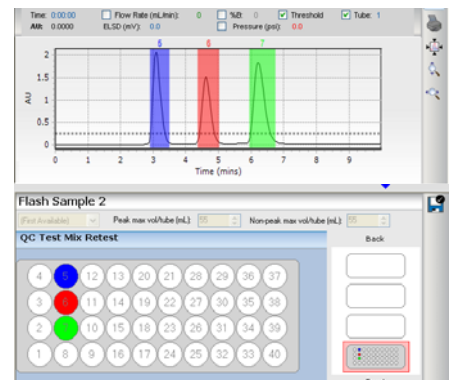 Time: 0:00:00 Flow Rate (mL/min): 0 %B: 0 Threshold Tube: 1
AU: 0.0000 ELSD (mV): 0.0 Pressure (psi): 0.0
5 6 7
2
1.5
1
0.5
0
AU
0 1 2 3 4 5 6 7 8 9
Time (mins)
Flash Sample 2
(First Available) Peak max vol/tube (mL): 55 Non-peak max vol/tube (mL): 55
QC Test Mix Retest
Back
4 5 12 13 20 21 28 29 36 37
3 6 11 14 19 22 27 30 35 38
2 7 10 15 18 23 26 31 34 39
1 8 9 16 17 24 25 32 33 40